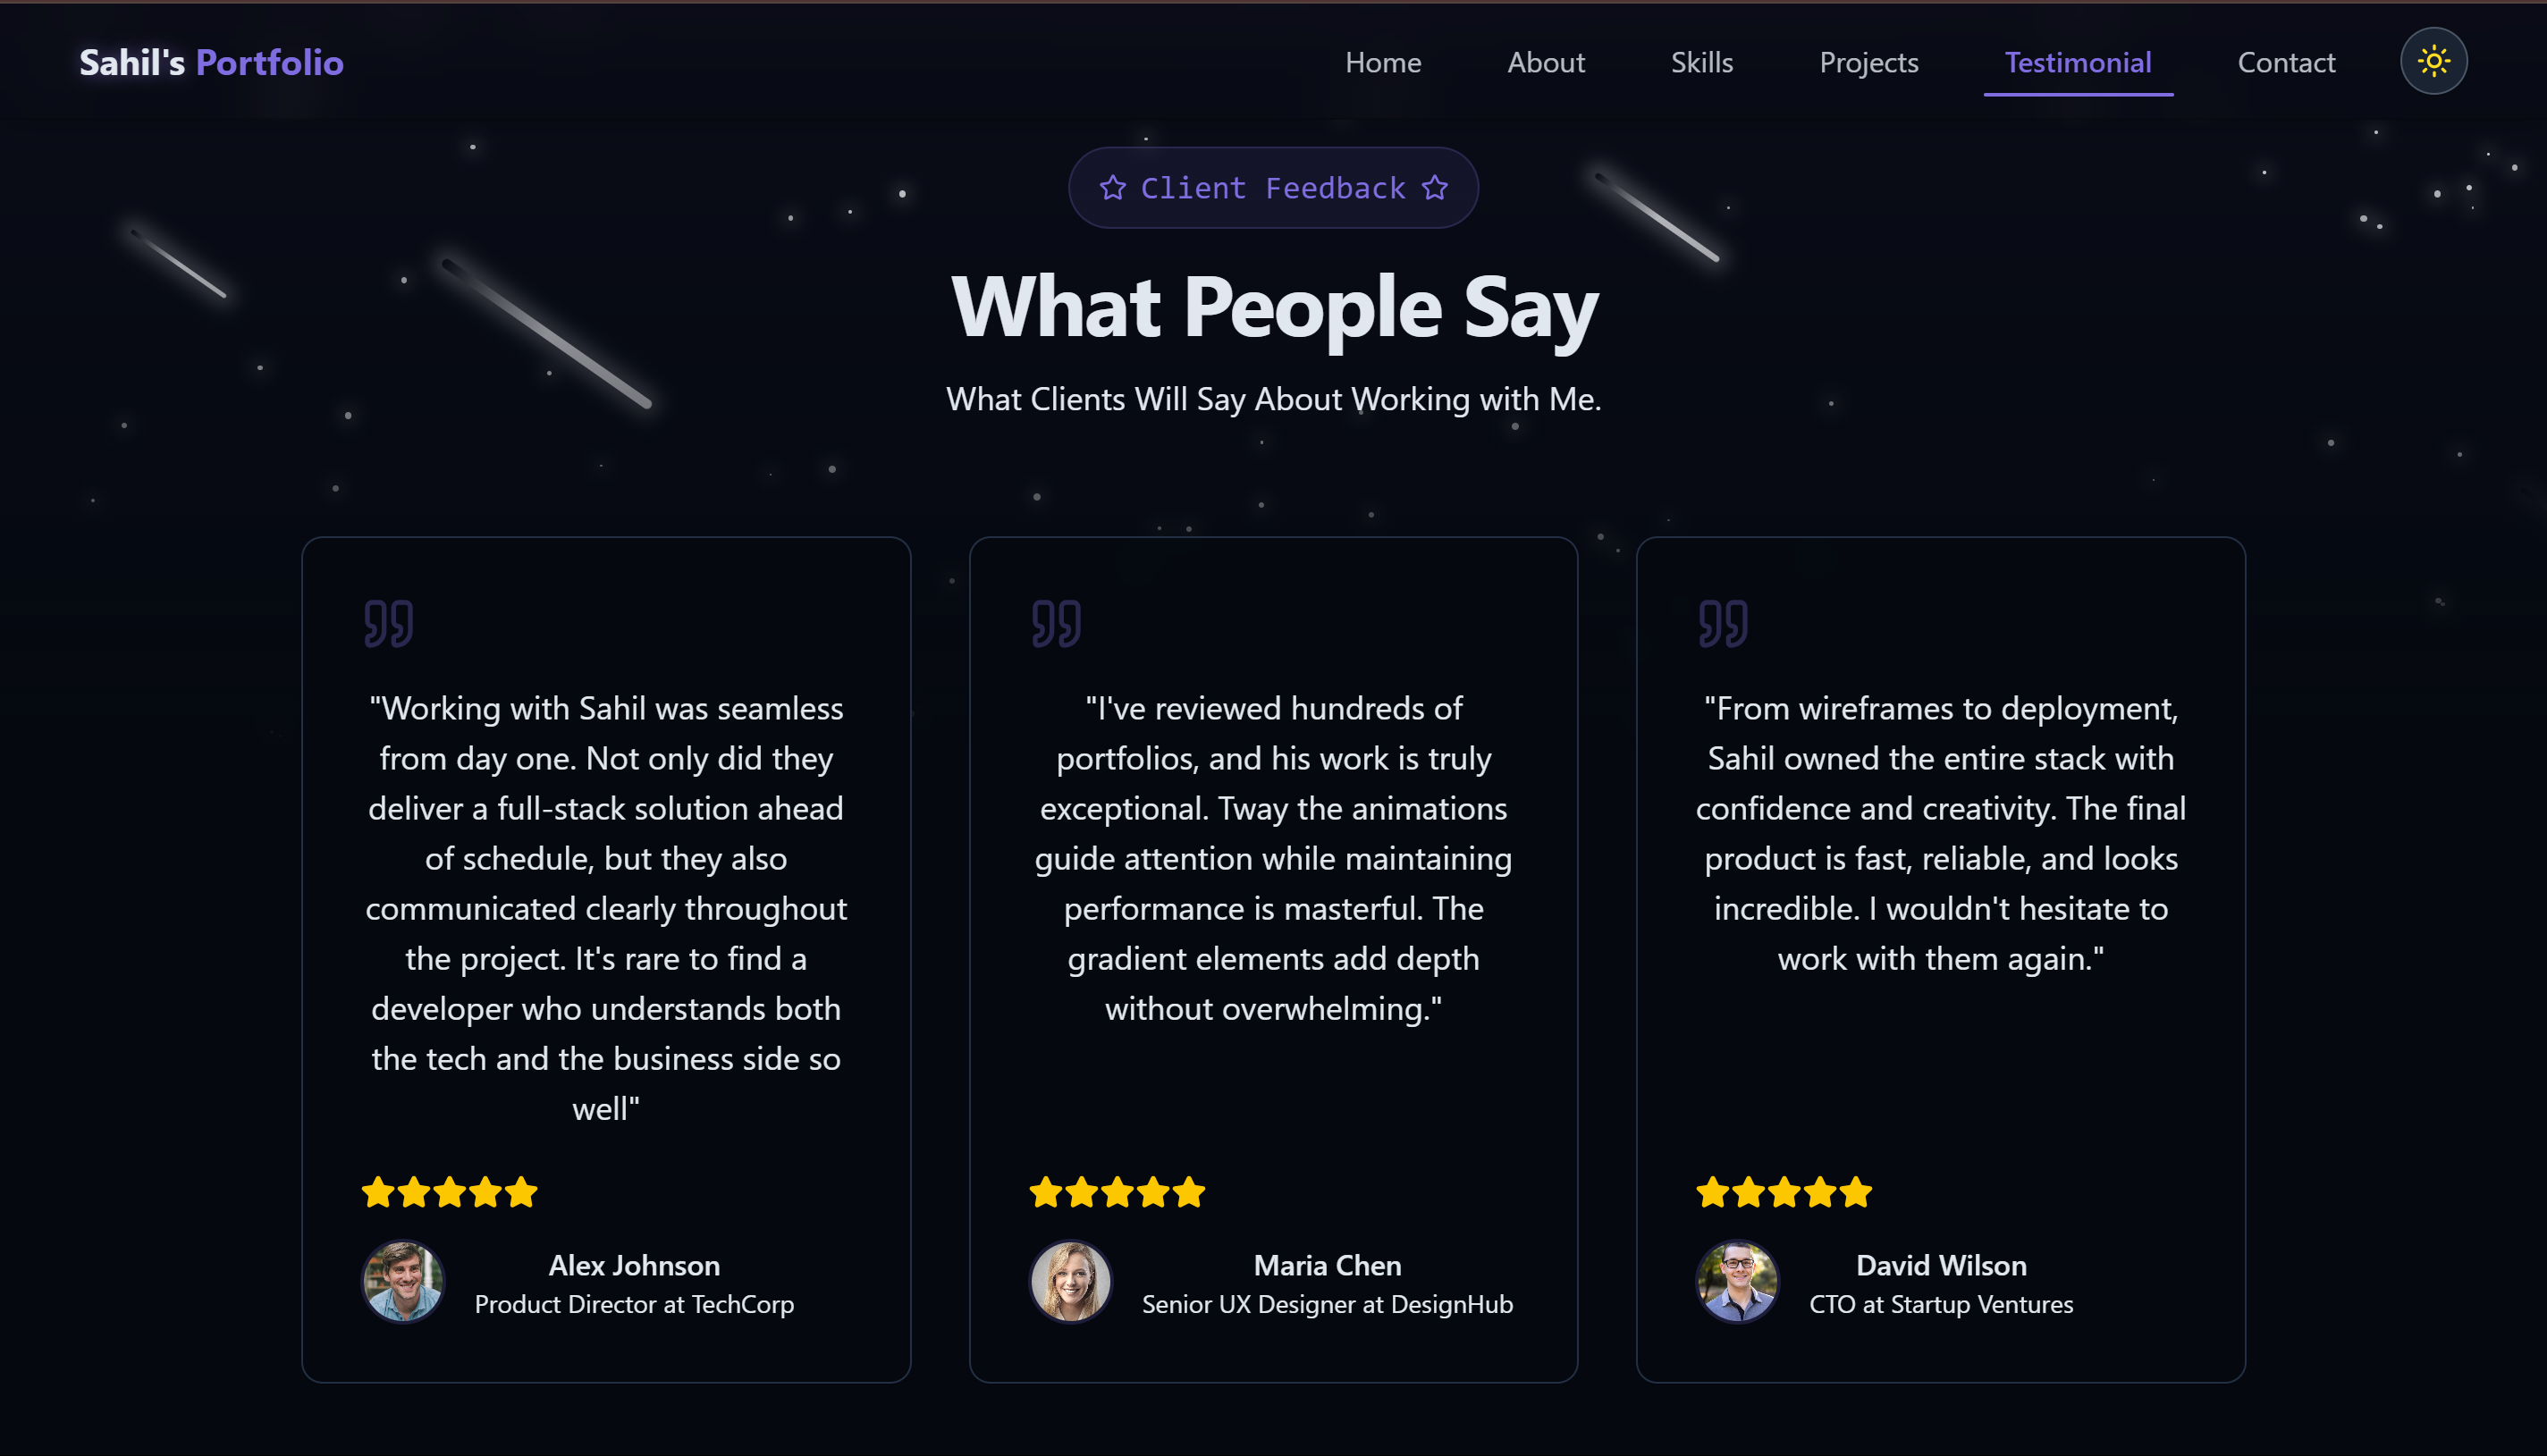 Sahil's Portfolio
Home About Skills Projects Testimonial Contact
Client Feedback
What People Say
What Clients Will Say About Working with Me.
"Working with Sahil was seamless
from day one. Not only did they
deliver a full-stack solution ahead
of schedule, but they also
communicated clearly throughout
the project. It's rare to find a
developer who understands both
the tech and the business side so
well"
Alex Johnson
Product Director at TechCorp
"I've reviewed hundreds of
portfolios, and his work is truly
exceptional. Tway the animations
guide attention while maintaining
performance is masterful. The
gradient elements add depth
without overwhelming."
Maria Chen
Senior UX Designer at DesignHub
"From wireframes to deployment,
Sahil owned the entire stack with
confidence and creativity. The final
product is fast, reliable, and looks
incredible. I wouldn't hesitate to
work with them again."
David Wilson
CTO at Startup Ventures